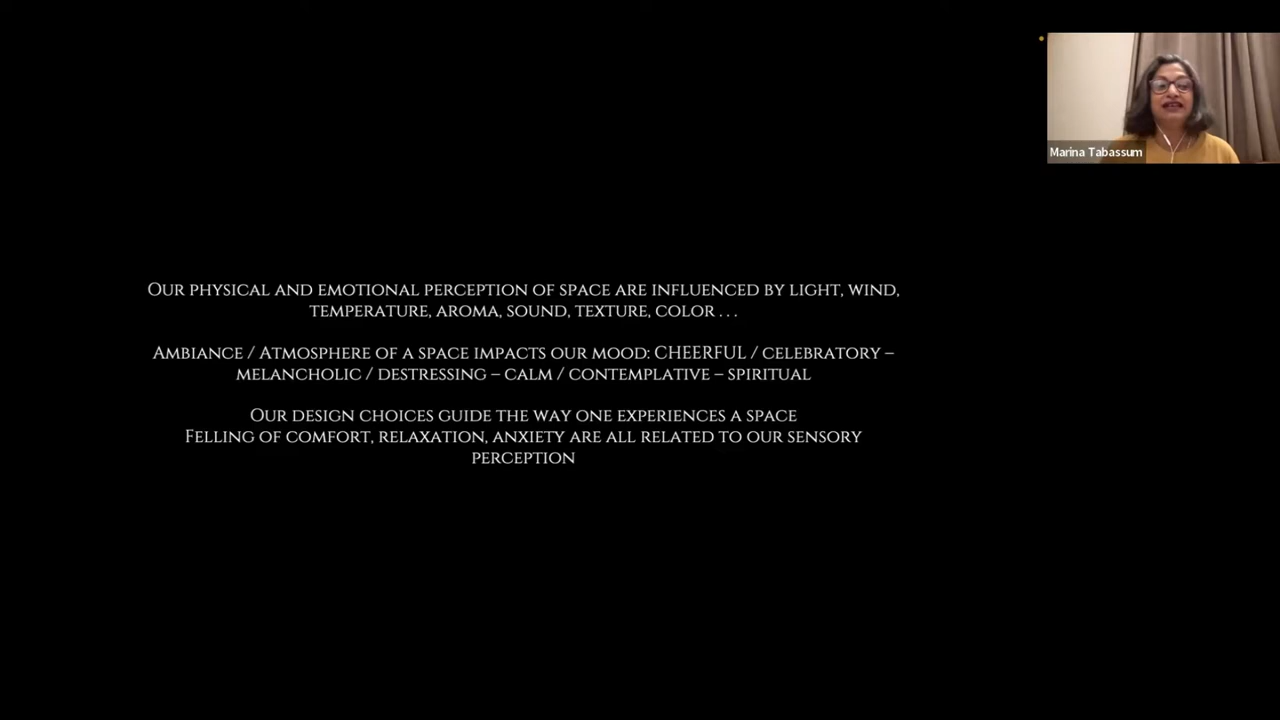 Marina Tabassum
Our physical and emotional perception of space are influenced by light, wind,
temperature, aroma, sound, texture, color . . .
Ambiance / Atmosphere of a space impacts our mood: CHEERFUL / celebratory –
melancholic / destressing – calm / contemplative – spiritual
Our design choices guide the way one experiences a space
Felling of comfort, relaxation, anxiety are all related to our sensory
perception